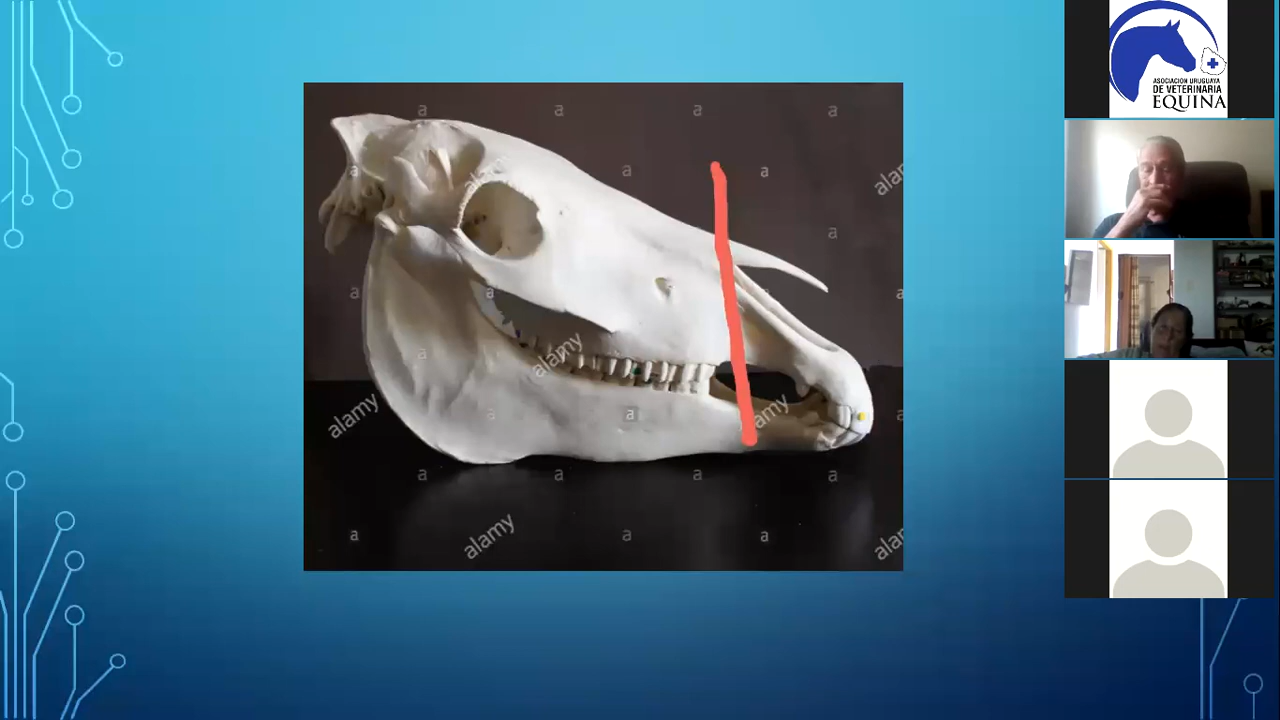 ASOCIACION URUGUAYA
DE VETERINARIA
EQUINA
a a a a
a alamy a a alamy
a
a a a a
a alamy
alamy a a alamy a
a a a a
alamy alamy
a a a